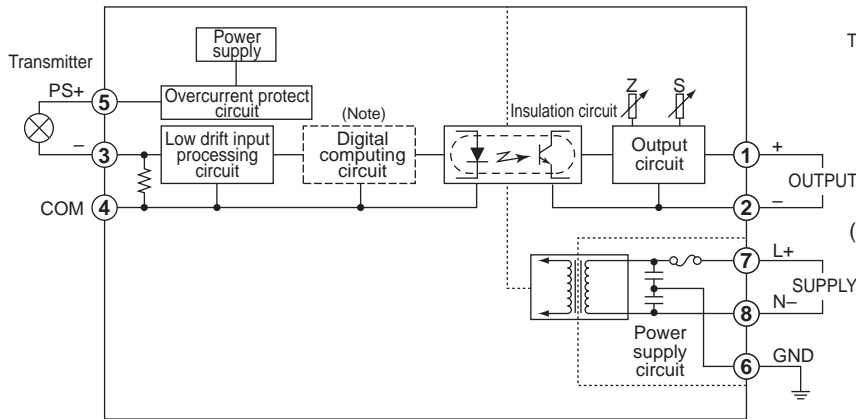 Power
supply
Transmitter
PS+
5
Overcurrent protect
circuit
(Note)
Insulation circuit
Z
S
–
3
Low drift input
processing
circuit
Digital
computing
circuit
Output
circuit
1
+
OUTPUT
COM
4
2
–
7
L+
SUPPLY
8
N–
Power
supply
circuit
6
GND
T
(